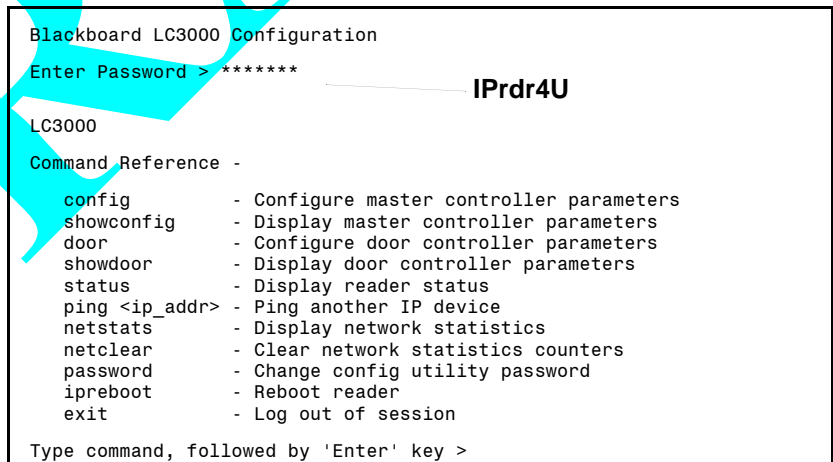 Blackboard LC3000 Configuration
Enter Password > *******
IPrdr4U
LC3000
Command Reference -
config - Configure master controller parameters
showconfig - Display master controller parameters
door - Configure door controller parameters
showdoor - Display door controller parameters
status - Display reader status
ping <ip_addr> - Ping another IP device
netstats - Display network statistics
netclear - Clear network statistics counters
password - Change config utility password
ipreboot - Reboot reader
exit - Log out of session
Type command, followed by 'Enter' key >